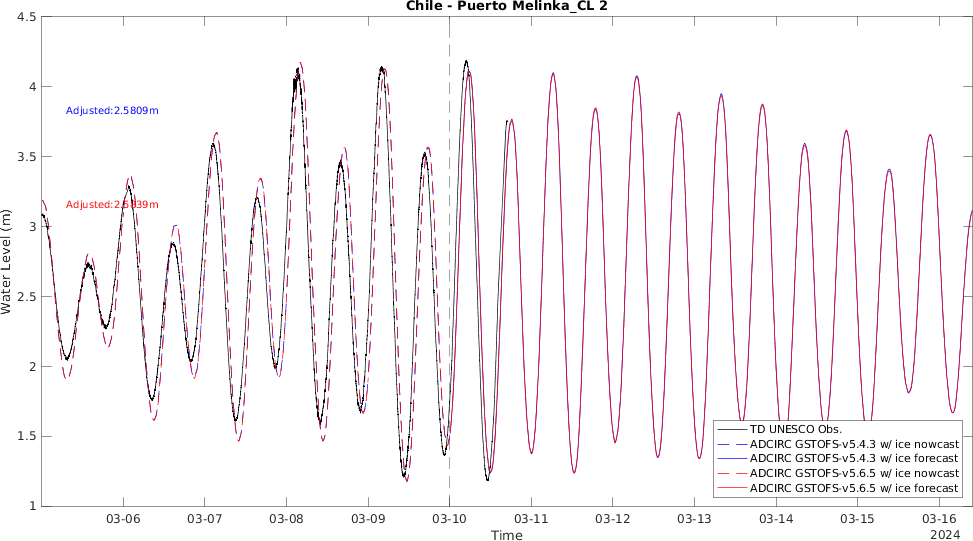 Chile - Puerto Melinka_CL 2
4.5
4
3.5
3
2.5
2
1.5
1
Water Level (m)
Adjusted:2.5809m
Adjusted:2.5839m
TD UNESCO Obs.
ADCIRC GSTOFS-v5.4.3 w/ ice nowcast
ADCIRC GSTOFS-v5.4.3 w/ ice forecast
ADCIRC GSTOFS-v5.6.5 w/ ice nowcast
ADCIRC GSTOFS-v5.6.5 w/ ice forecast
03-06 03-07 03-08 03-09 03-10 03-11 03-12 03-13 03-14 03-15 03-16
Time
2024